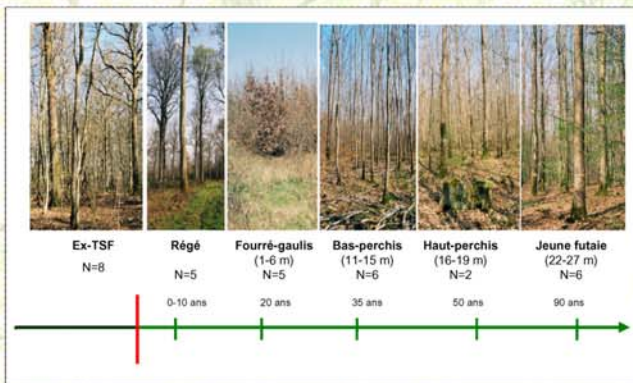 Ex-TSF
N=8
Régé
N=5
Fourré-gaulis
(1-6 m)
N=5
Bas-perchis
(11-15 m)
N=6
Haut-perchis
(16-19 m)
N=2
Jeune futaie
(22-27 m)
N=6
0-10 ans
20 ans
35 ans
50 ans
90 ans